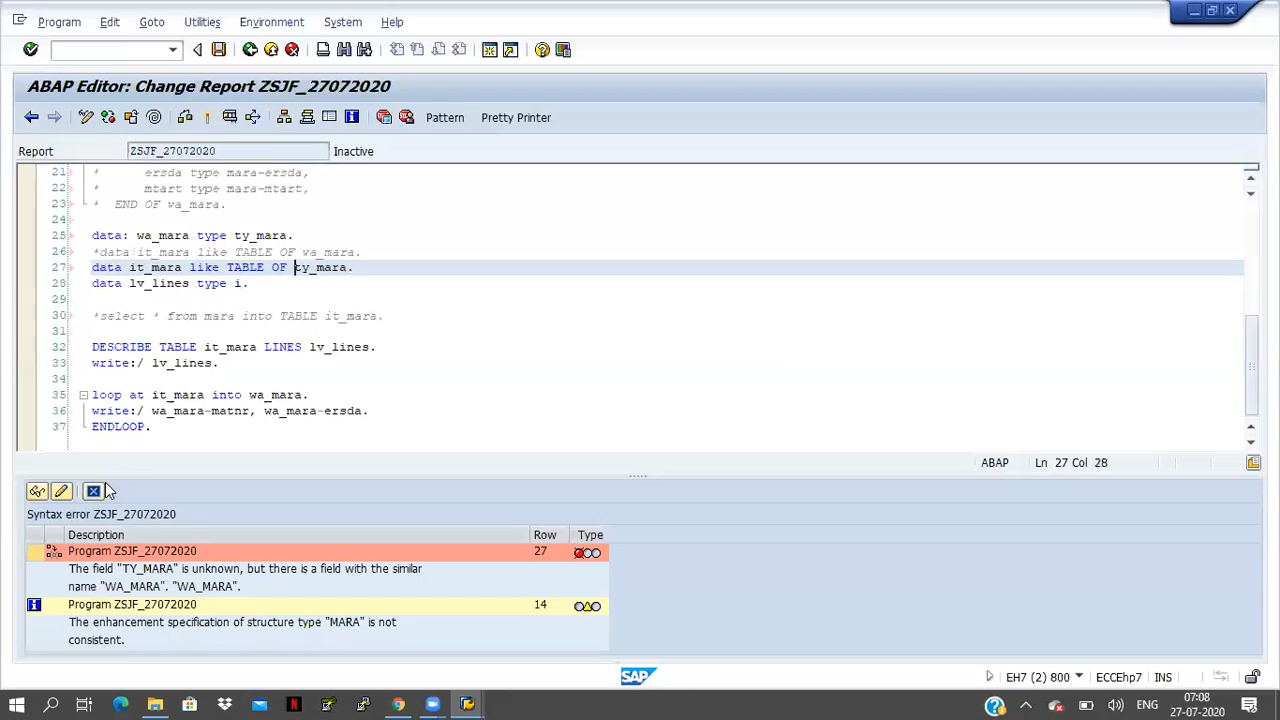 Program Edit Goto Utilities Environment System Help
ABAP Editor: Change Report ZSJF_27072020
Pattern Pretty Printer
Report ZSJF_27072020 Inactive
21 * ersda type mara-ersda,
22 * mtart type mara-mtart,
23 * END OF wa_mara.
24
25 data: wa_mara type ty_mara.
26 *data it_mara like TABLE OF wa_mara.
27 data it_mara like TABLE OF ty_mara.
28 data lv_lines type i.
29
30 *select * from mara into TABLE it_mara.
31
32 DESCRIBE TABLE it_mara LINES lv_lines.
33 write:/ lv_lines.
34
35 loop at it_mara into wa_mara.
36 write:/ wa_mara-matnr, wa_mara-ersda.
37 ENDLOOP.
ABAP Ln 27 Col 28
Syntax error ZSJF_27072020
Description Row Type
Program ZSJF_27072020 27
The field "TY_MARA" is unknown, but there is a field with the similar
name "WA_MARA". "WA_MARA".
Program ZSJF_27072020 14
The enhancement specification of structure type "MARA" is not
consistent.
SAP
EH7 (2) 800 ECCEhp7 INS
ENG
07:08
27-07-2020